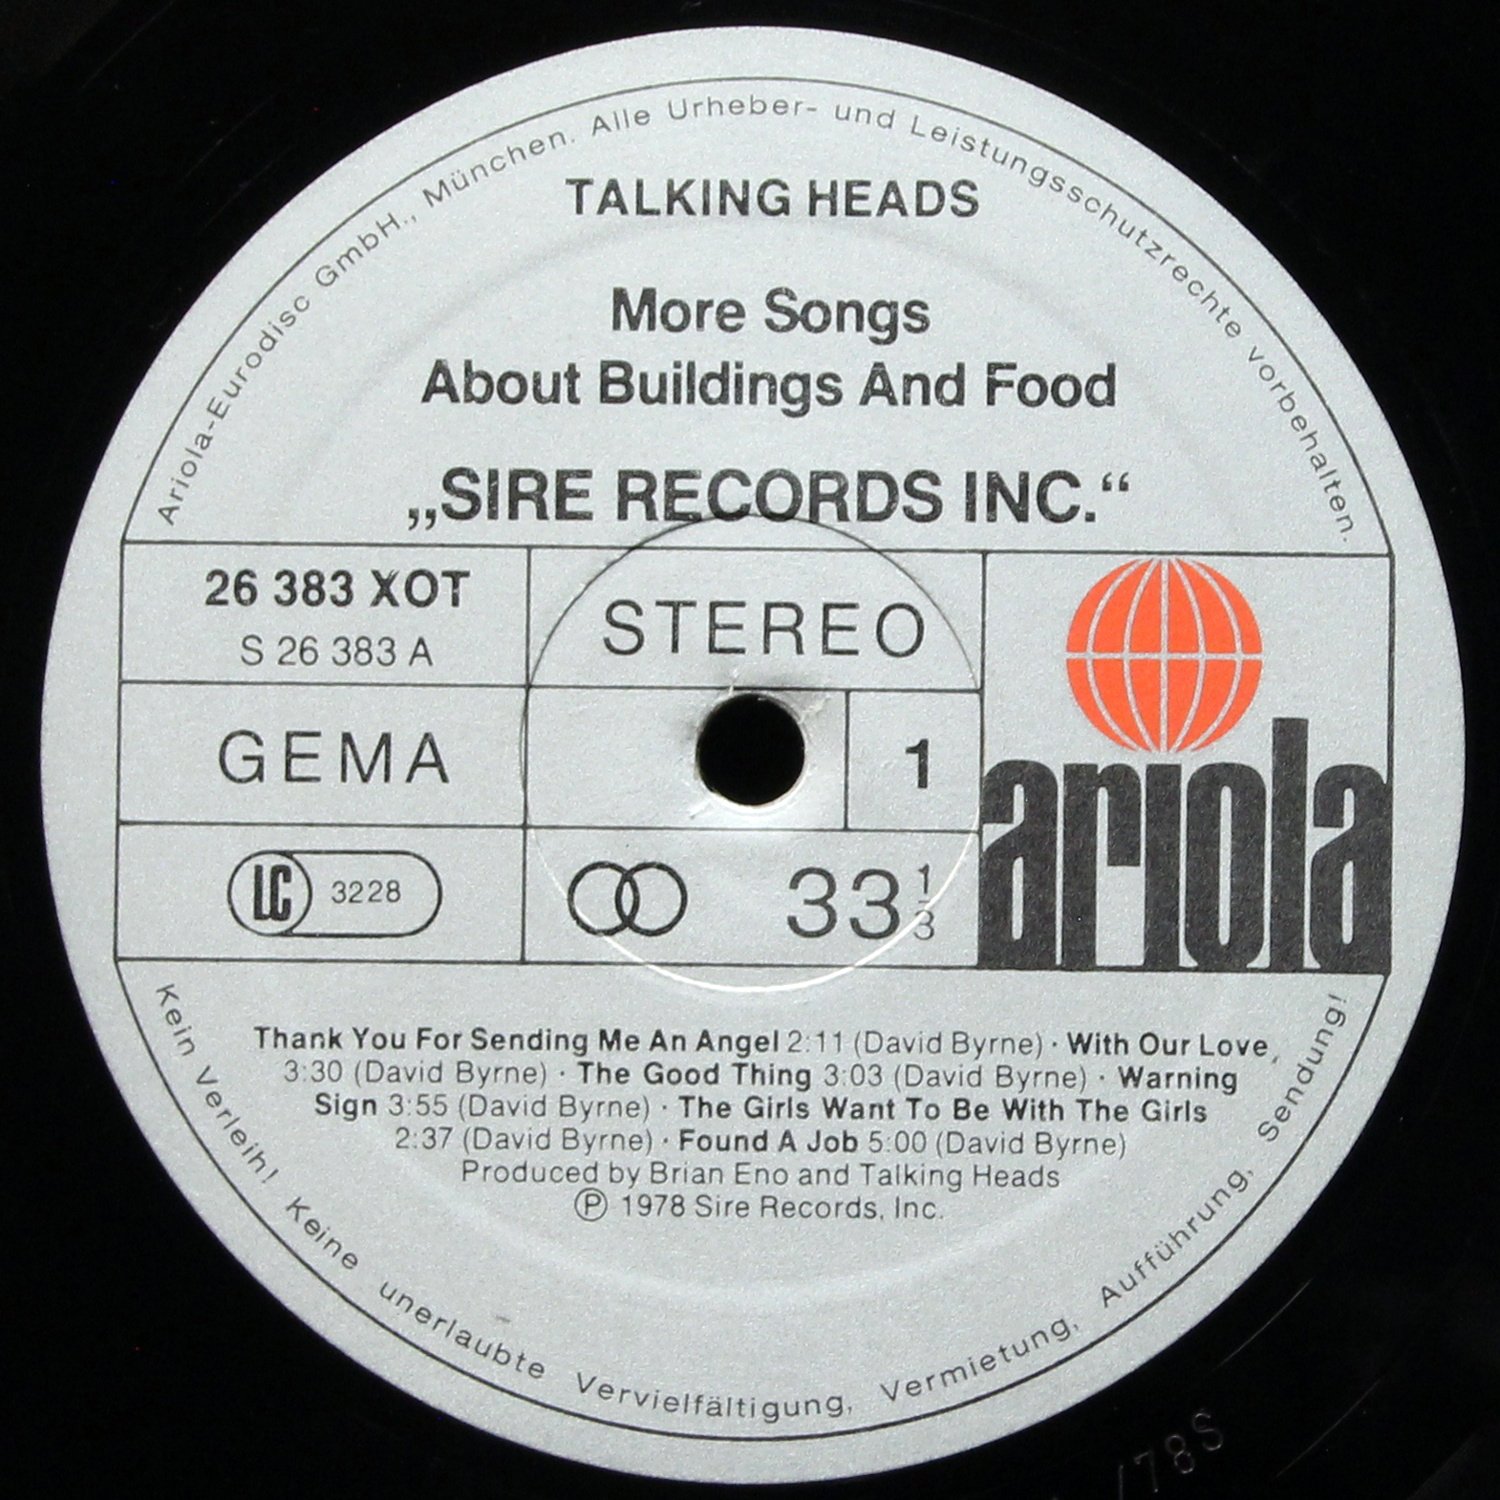 Ariola-Eurodisc GmbH., München. Alle Urheber- und Leistungsschutzrechte vorbehalten.
TALKING HEADS
More Songs
About Buildings And Food
„SIRE RECORDS INC.“
26 383 XOT
S 26 383 A
STEREO
GEMA
1
LC 3228
33 1/3
ariola
Thank You For Sending Me An Angel 2:11 (David Byrne) · With Our Love,
3:30 (David Byrne) · The Good Thing 3:03 (David Byrne) · Warning
Sign 3:55 (David Byrne) · The Girls Want To Be With The Girls
2:37 (David Byrne) · Found A Job 5:00 (David Byrne)
Produced by Brian Eno and Talking Heads
Ⓟ 1978 Sire Records, Inc.
Kein Verleih! Keine unerlaubte Vervielfältigung, Vermietung, Aufführung, Sendung!
/78S